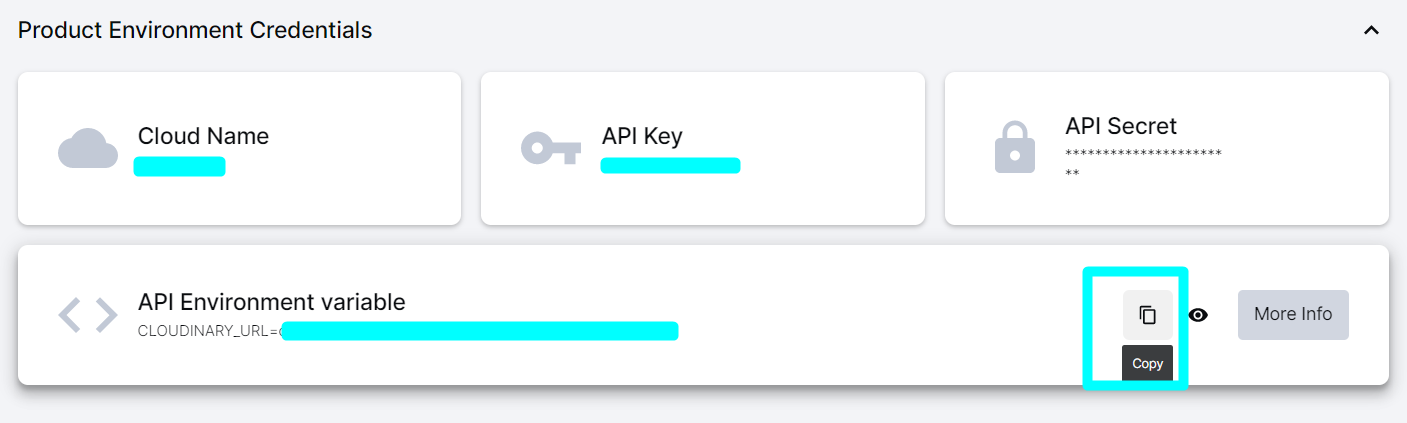 Product Environment Credentials
Cloud Name
API Key
API Secret
*********************
**
API Environment variable
CLOUDINARY_URL=
More Info
Copy